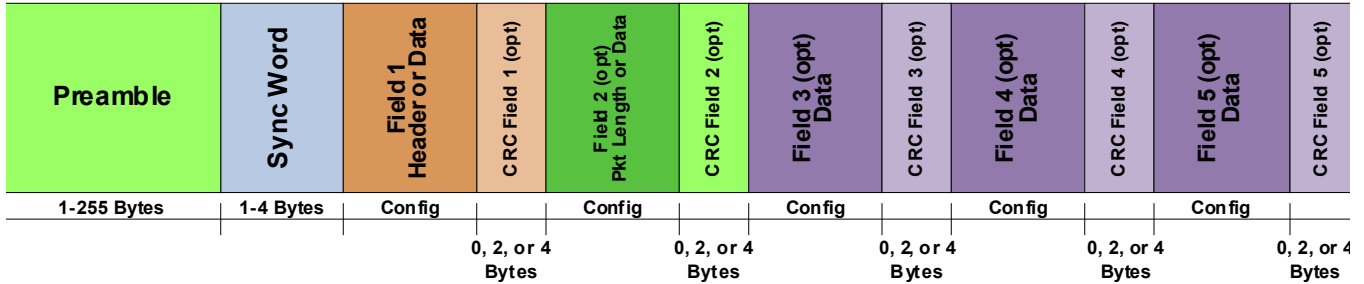 Preamble
Sync Word
Field 1
Header or Data
CRC Field 1 (opt)
Field 2 (opt)
Pkt Length or Data
CRC Field 2 (opt)
Field 3 (opt)
Data
CRC Field 3 (opt)
Field 4 (opt)
Data
CRC Field 4 (opt)
Field 5 (opt)
Data
CRC Field 5 (opt)
1-255 Bytes
1-4 Bytes
Config
Config
Config
Config
Config
0, 2, or 4
Bytes
0, 2, or 4
Bytes
0, 2, or 4
Bytes
0, 2, or 4
Bytes
0, 2, or 4
Bytes